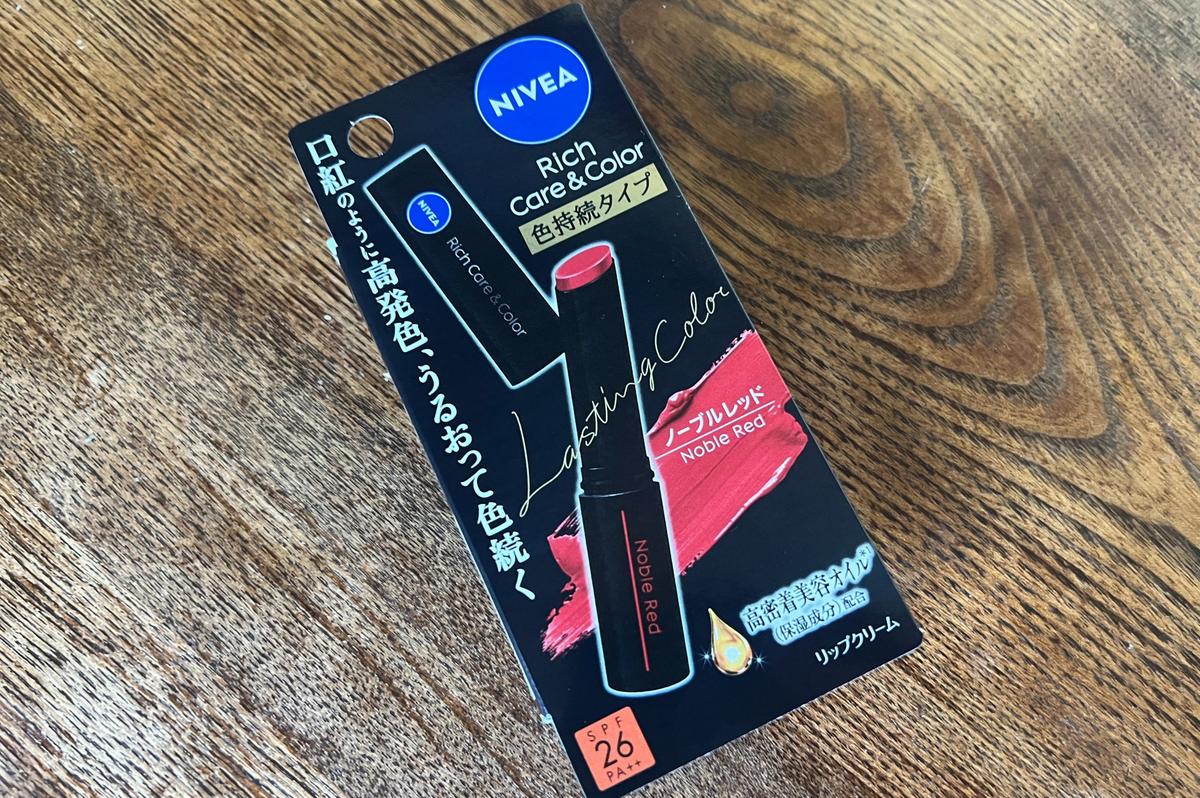 NIVEA
Rich
Care & Color
色持続タイプ
口紅のように高発色、うるおって色続く
NIVEA
Rich Care & Color
Lasting Color
ノーブルレッド
Noble Red
Noble Red
高密着美容オイル*1
(保湿成分)配合
リップクリーム
SPF
26
PA++